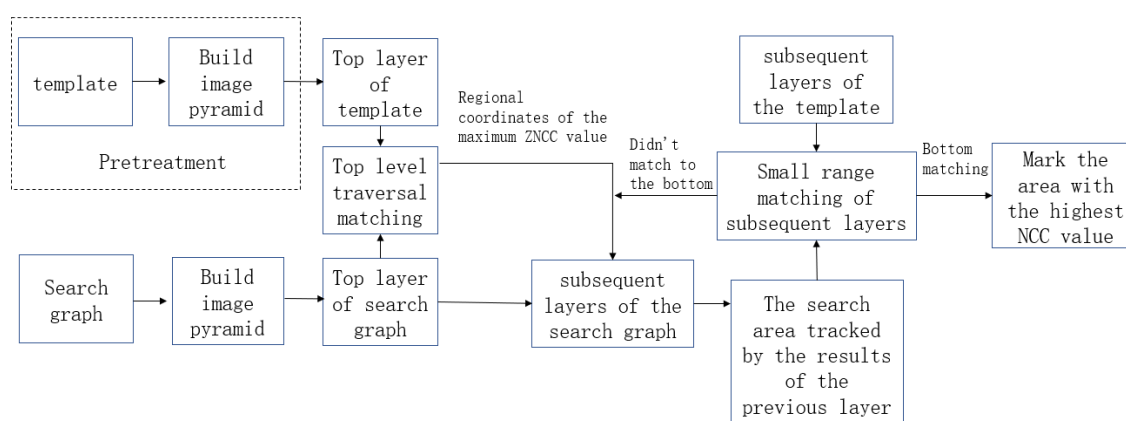 template
Build
image
pyramid
Pretreatment
Top layer
of
template
Top level
traversal
matching
Regional
coordinates of the
maximum ZNCC value
Search
graph
Build
image
pyramid
Top layer
of search
graph
subsequent
layers of the
search graph
The search
area tracked
by the results
of the
previous layer
subsequent
layers of
the template
Small range
matching of
subsequent layers
Didn't
match to
the bottom
Bottom
matching
Mark the
area with
the highest
NCC value